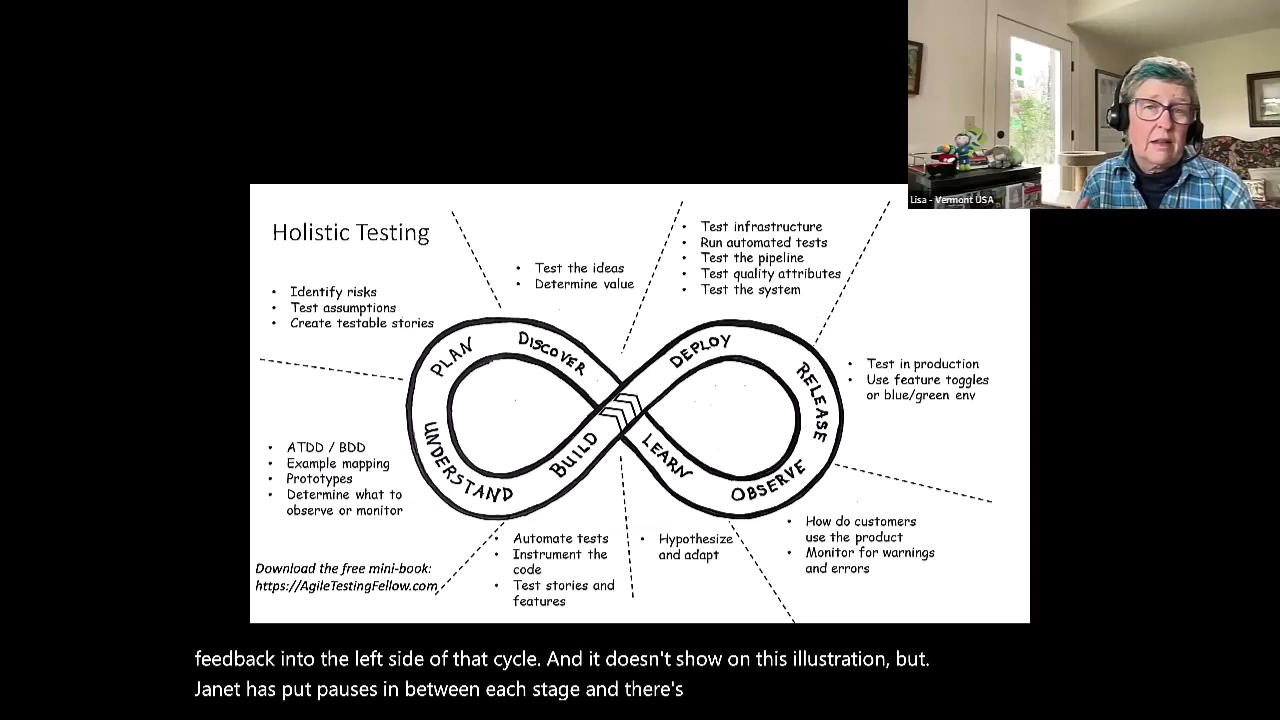 Lisa - Vermont USA
Holistic Testing
• Identify risks
• Test assumptions
• Create testable stories
• Test the ideas
• Determine value
• Test infrastructure
• Run automated tests
• Test the pipeline
• Test quality attributes
• Test the system
• Test in production
• Use feature toggles
or blue/green env
PLAN
DISCOVER
DEPLOY
RELEASE
UNDERSTAND
BUILD
LEARN
OBSERVE
• ATDD / BDD
• Example mapping
• Prototypes
• Determine what to
observe or monitor
• Automate tests
• Instrument the
code
• Test stories and
features
• Hypothesize
and adapt
• How do customers
use the product
• Monitor for warnings
and errors
Download the free mini-book:
https://AgileTestingFellow.com
feedback into the left side of that cycle. And it doesn't show on this illustration, but.
Janet has put pauses in between each stage and there's